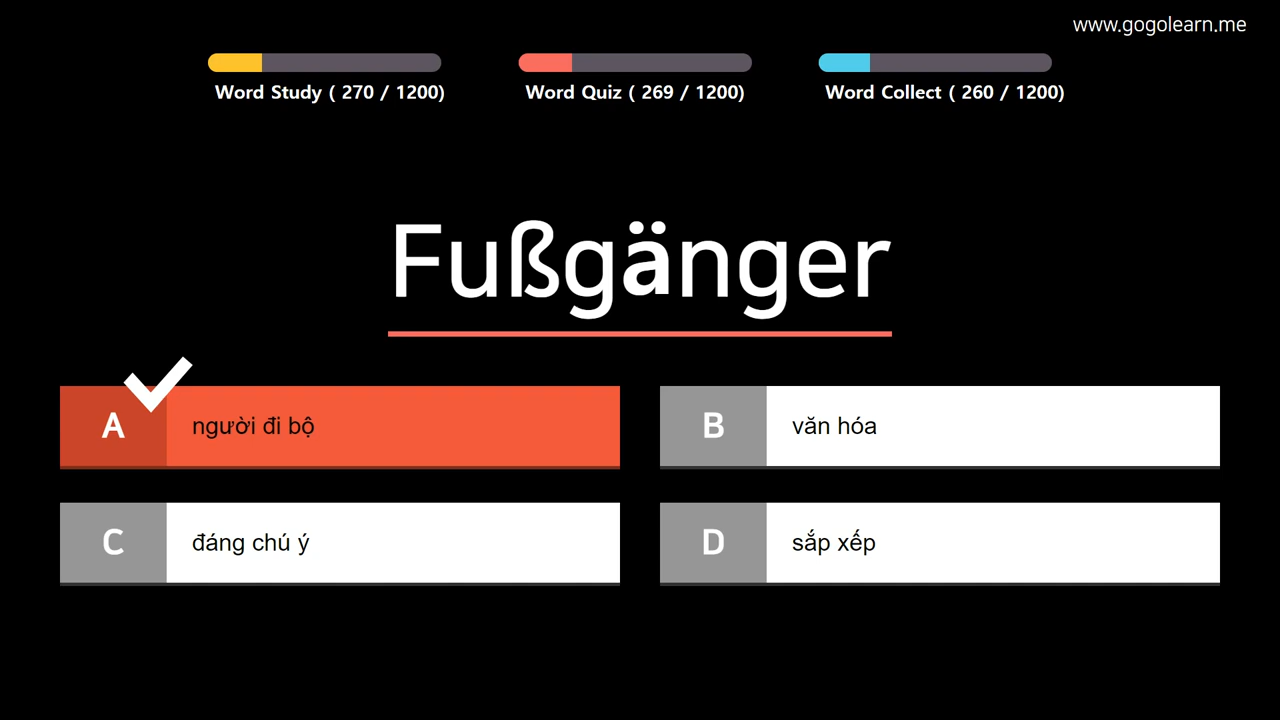 www.gogolearn.me
Word Study ( 270 / 1200)
Word Quiz ( 269 / 1200)
Word Collect ( 260 / 1200)
Fußgänger
A người đi bộ
B văn hóa
C đáng chú ý
D sắp xếp